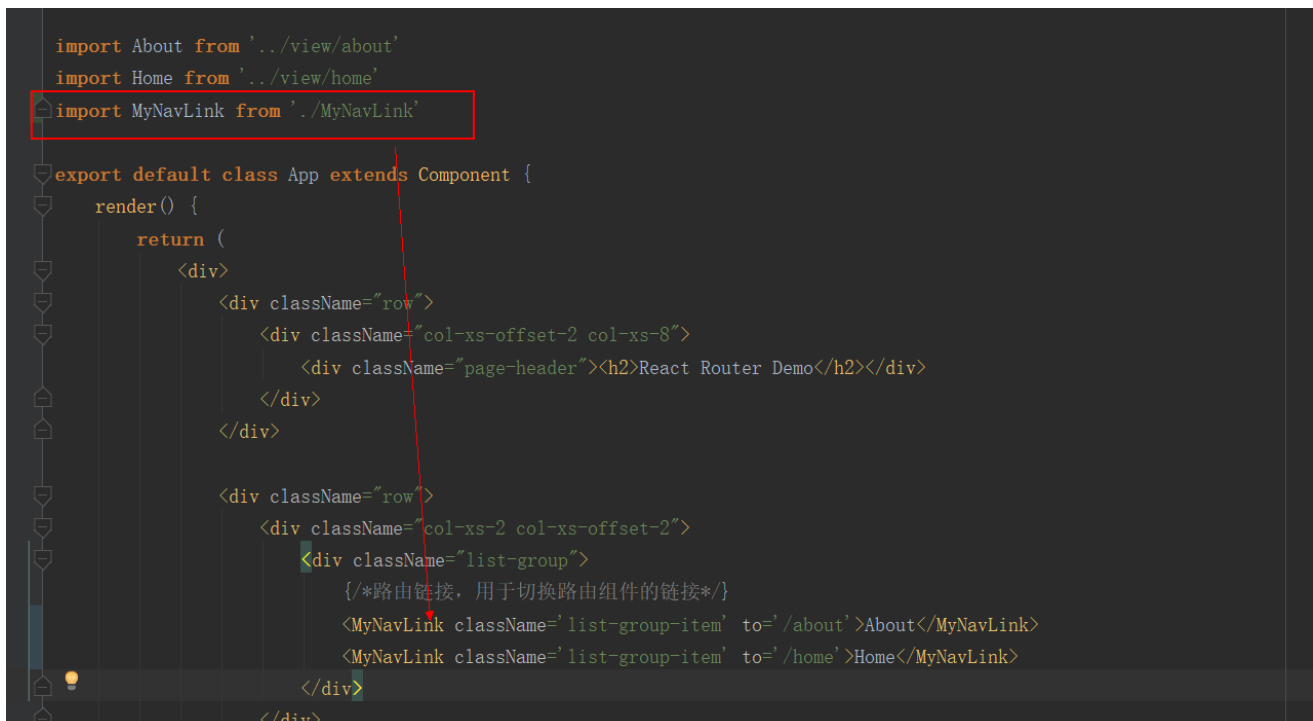 import About from '../view/about'
import Home from '../view/home'
import MyNavLink from './MyNavLink'
export default class App extends Component {
render() {
return (
<div>
<div className="row">
<div className="col-xs-offset-2 col-xs-8">
<div className="page-header"><h2>React Router Demo</h2></div>
</div>
</div>
<div className="row">
<div className="col-xs-2 col-xs-offset-2">
<div className="list-group">
{/*路由链接，用于切换路由组件的链接*/}
<MyNavLink className='list-group-item' to='/about'>About</MyNavLink>
<MyNavLink className='list-group-item' to='/home'>Home</MyNavLink>
</div>
</div>